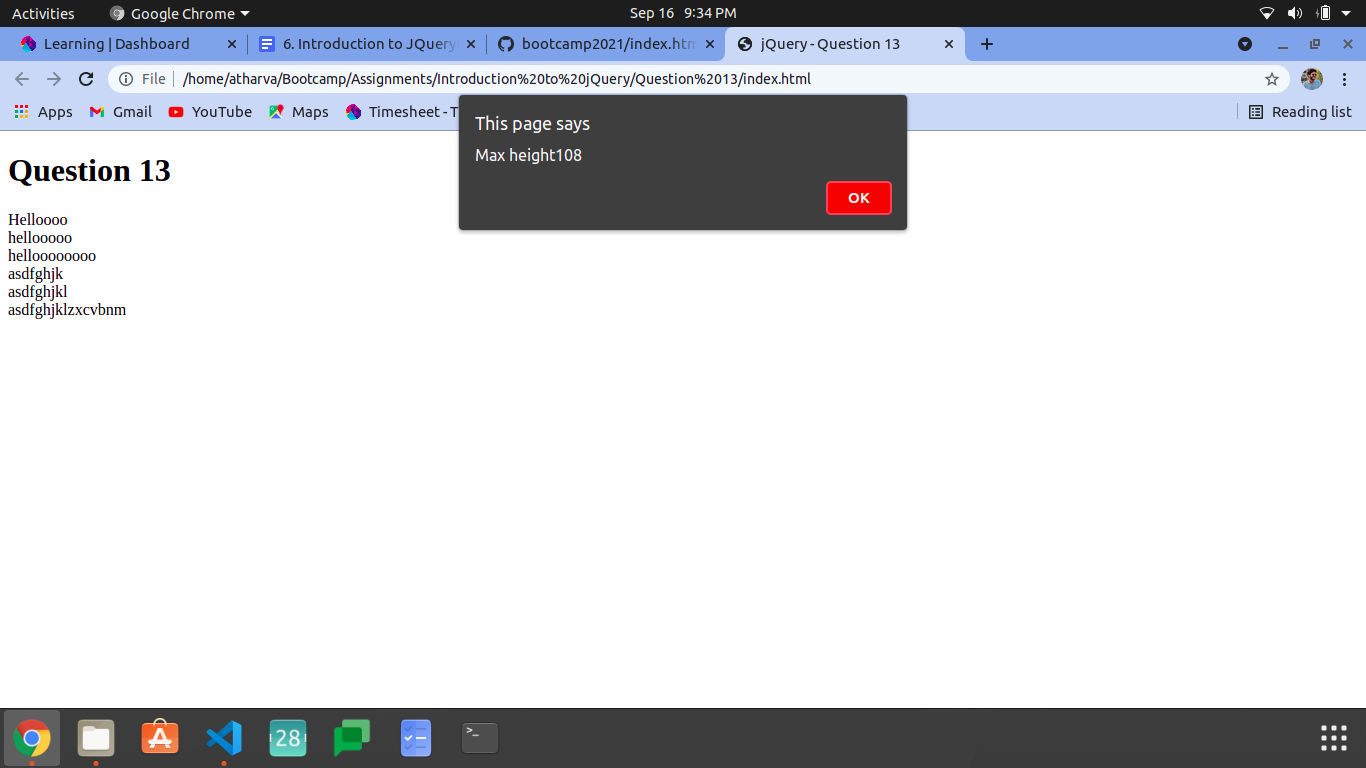 Activities
Google Chrome
Sep 16 9:34 PM
Learning | Dashboard
6. Introduction to JQuery
bootcamp2021/index.htm
jQuery - Question 13
File
/home/atharva/Bootcamp/Assignments/Introduction%20to%20jQuery/Question%2013/index.html
Apps
Gmail
YouTube
Maps
Timesheet - T
Reading list
This page says
Max height108
OK
Question 13
Helloooo
hellooooo
helloooooooo
asdfghjk
asdfghjkl
asdfghjklzxcvbnm
28
>_